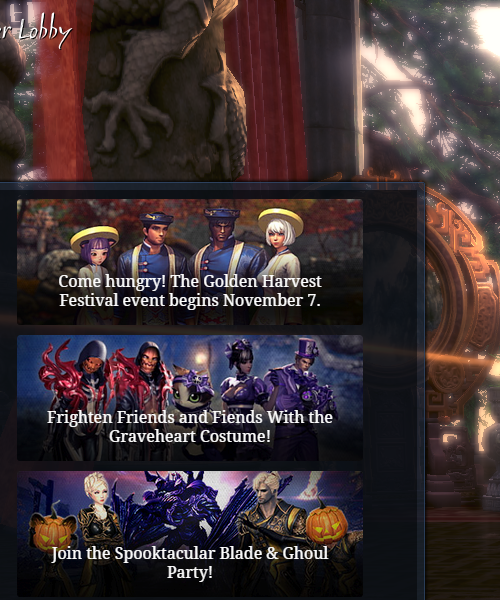 Lobby
Come hungry! The Golden Harvest
Festival event begins November 7.
Frighten Friends and Fiends With the
Graveheart Costume!
Join the Spooktacular Blade & Ghoul
Party!